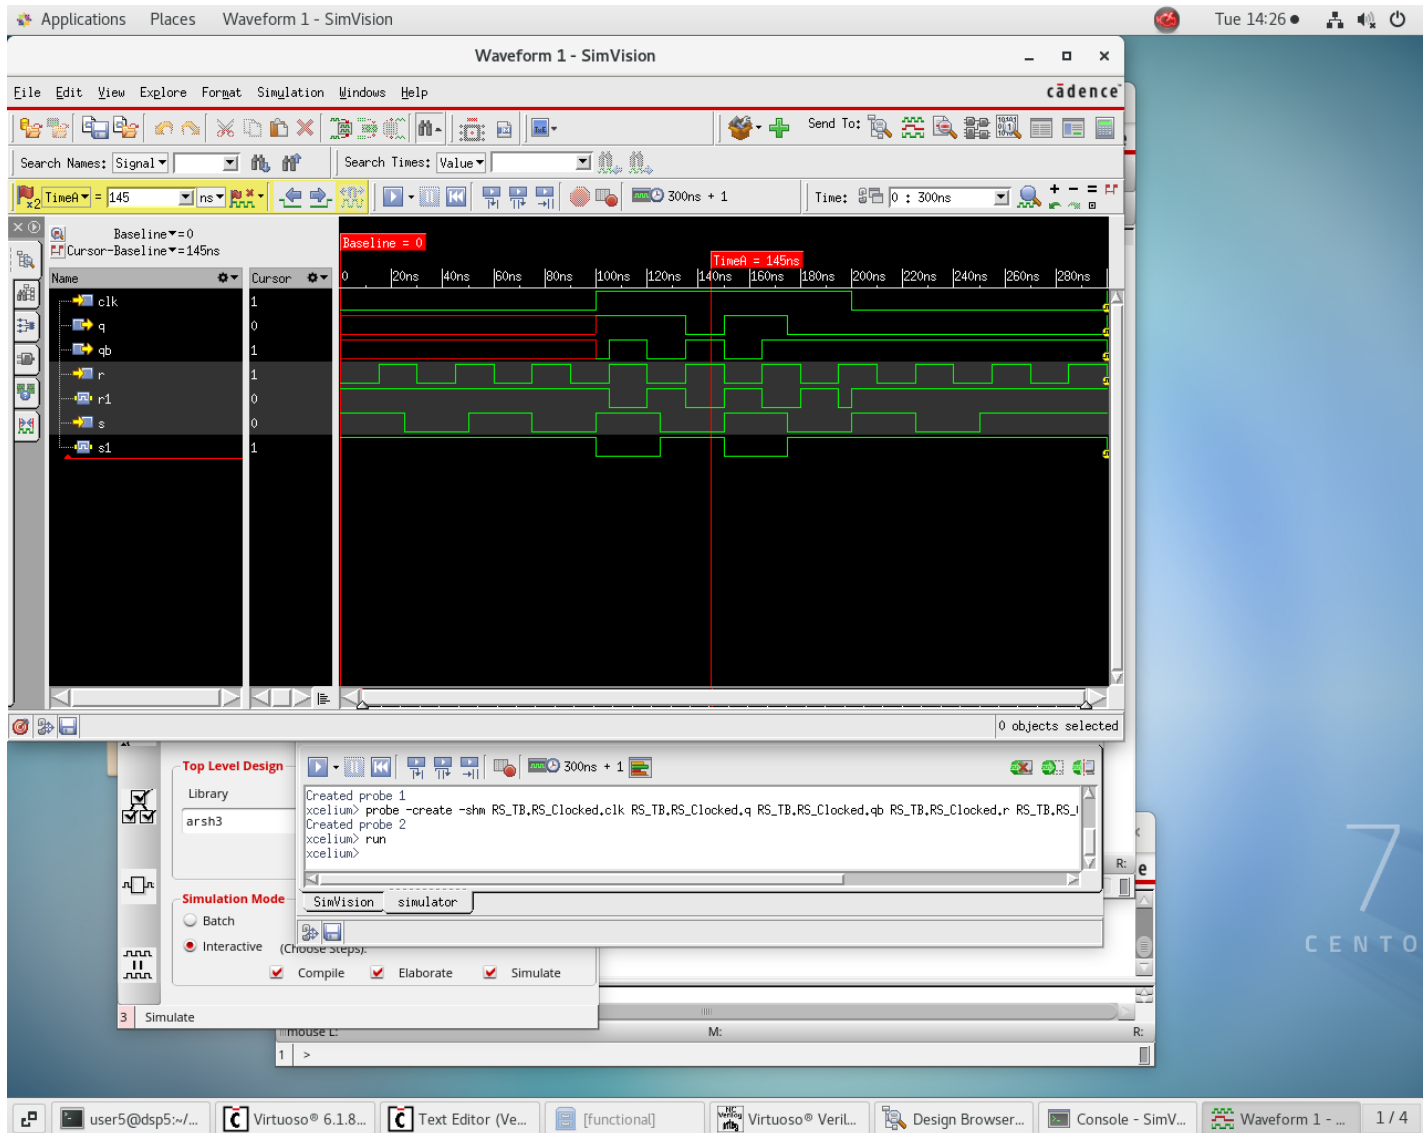 Applications Places Waveform 1 - SimVision Tue 14:26
Waveform 1 - SimVision
File Edit View Explore Format Simulation Windows Help cādence
Send To:
Search Names: Signal Search Times: Value
x2 TimeA = 145 ns 300ns + 1 Time: 0 : 300ns
Baseline = 0
Cursor-Baseline = 145ns
Baseline = 0
TimeA = 145ns
Name Cursor 0 20ns 40ns 60ns 80ns 100ns 120ns 140ns 160ns 180ns 200ns 220ns 240ns 260ns 280ns
clk 1
q 0
qb 1
r 1
r1 0
s 0
s1 1
0 objects selected
Top Level Design
Library
arsh3
300ns + 1
Created probe 1
xcelium> probe -create -shm RS_TB.RS_Clocked.clk RS_TB.RS_Clocked.q RS_TB.RS_Clocked.qb RS_TB.RS_Clocked.r RS_TB.RS_
Created probe 2
xcelium> run
xcelium>
R: e
SimVision simulator
Simulation Mode
Batch
Interactive (Choose Steps):
Compile Elaborate Simulate
3 Simulate
mouse L: M: R:
1 >
7
CENTO
user5@dsp5:~/... Virtuoso® 6.1.8... Text Editor (Ve... [functional] Virtuoso® Veril... Design Browser... Console - SimV... Waveform 1 - ... 1 / 4